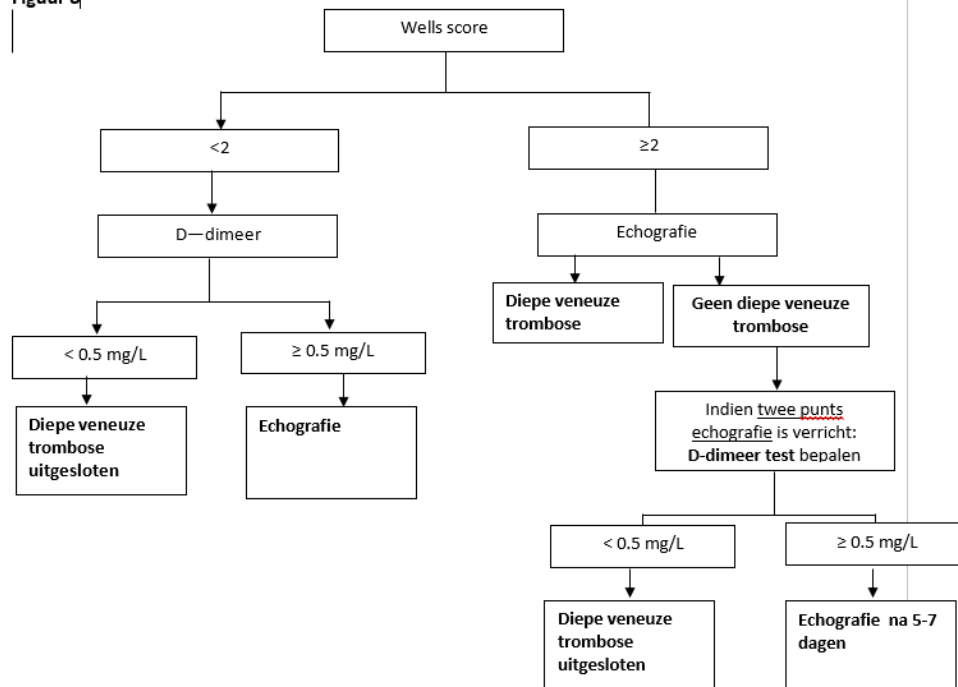 Figuur 8
Wells score
<2
≥2
D—dimeer
Echografie
Diepe veneuze
trombose
Geen diepe veneuze
trombose
< 0.5 mg/L
≥ 0.5 mg/L
Diepe veneuze
trombose
uitgesloten
Echografie
Indien twee punts
echografie is verricht:
D-dimeer test bepalen
< 0.5 mg/L
≥ 0.5 mg/L
Diepe veneuze
trombose
uitgesloten
Echografie na 5-7
dagen